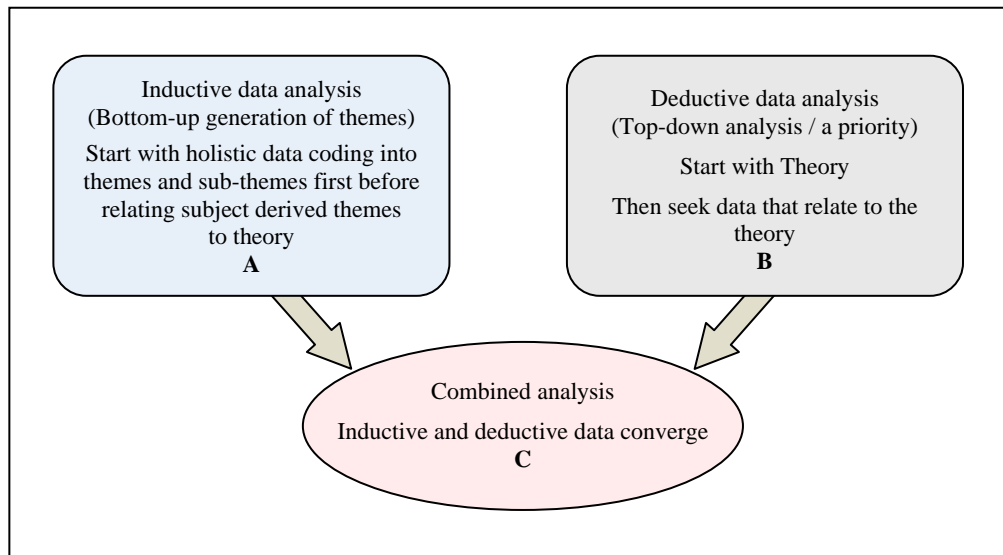 Inductive data analysis
(Bottom-up generation of themes)
Start with holistic data coding into
themes and sub-themes first before
relating subject derived themes
to theory
A
Deductive data analysis
(Top-down analysis / a priority)
Start with Theory
Then seek data that relate to the
theory
B
Combined analysis
Inductive and deductive data converge
C